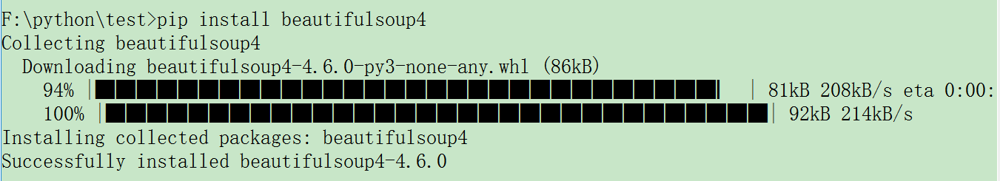 F:\python\test>pip install beautifulsoup4
Collecting beautifulsoup4
Downloading beautifulsoup4-4.6.0-py3-none-any.whl (86kB)
94% |██████████████████████████████▎ | 81kB 208kB/s eta 0:00:
100% |████████████████████████████████| 92kB 214kB/s
Installing collected packages: beautifulsoup4
Successfully installed beautifulsoup4-4.6.0